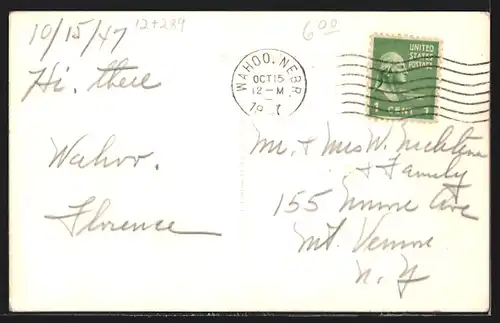 10/15/47
12+289
6.00
Hi, there
Wahoo.
Florence
WAHOO, NEBR.
OCT 15
12-M
UNITED
STATES
POSTAGE
1 CENT 1
Mr. + Mrs W.
+ Family
155 Ave
Mt. Vernon
N. Y